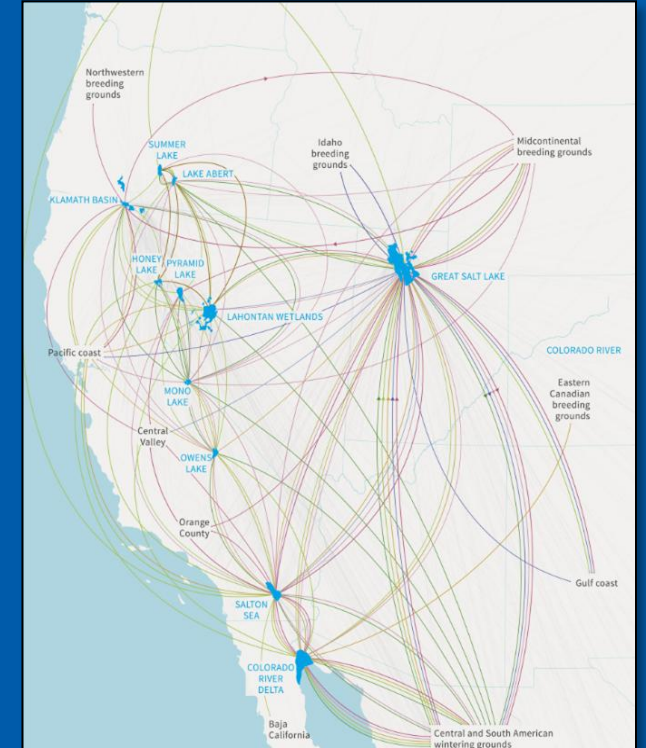 Northwestern
breeding
grounds
SUMMER
LAKE
LAKE ABERT
Idaho
breeding
grounds
Midcontinental
breeding grounds
KLAMATH BASIN
HONEY
LAKE
PYRAMID
LAKE
GREAT SALT LAKE
LAHONTAN WETLANDS
Pacific coast
COLORADO RIVER
MONO
LAKE
Eastern
Canadian
breeding
grounds
Central
Valley
OWENS
LAKE
Orange
County
Gulf coast
SALTON
SEA
COLORADO
RIVER
DELTA
Baja
California
Central and South American
wintering grounds